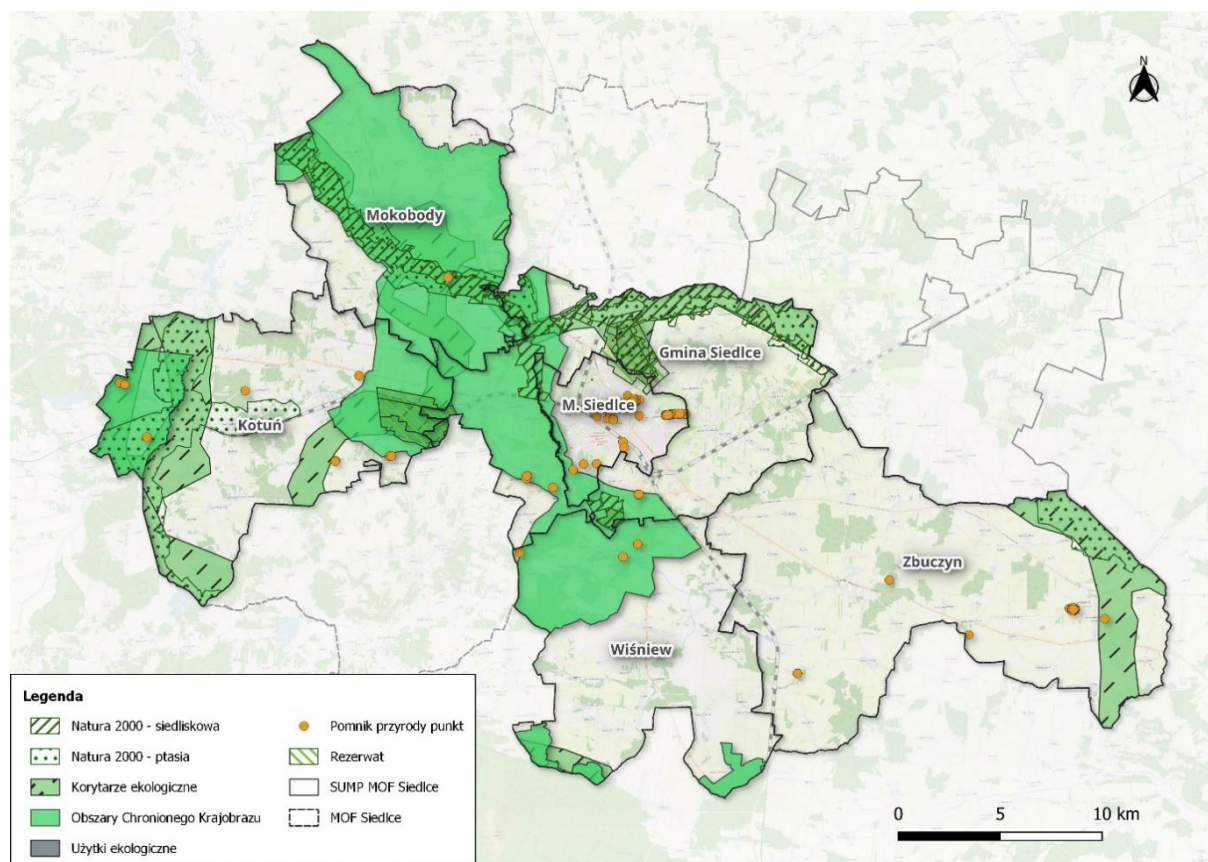 N
Mokobody
Gmina Siedlce
M. Siedlce
Kotuń
Zbuczyn
Wiśniew
Legenda
Natura 2000 - siedliskowa
Natura 2000 - ptasia
Korytarze ekologiczne
Obszary Chronionego Krajobrazu
Użytki ekologiczne
Pomnik przyrody punkt
Rezerwat
SUMP MOF Siedlce
MOF Siedlce
0 5 10 km